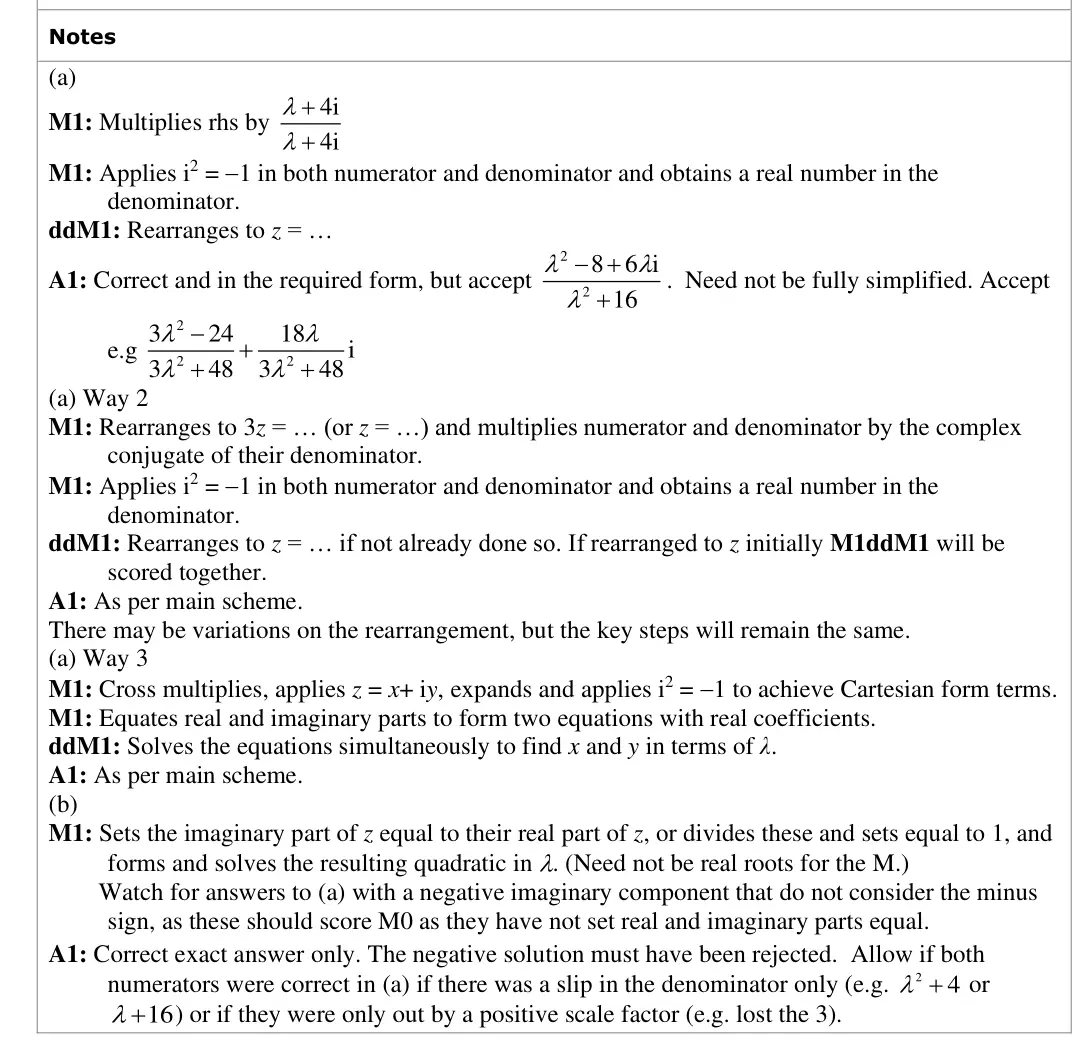 Notes
(a)
M1: Multiplies rhs by (λ + 4i)/(λ + 4i)
M1: Applies i² = –1 in both numerator and denominator and obtains a real number in the
denominator.
ddM1: Rearranges to z = …
A1: Correct and in the required form, but accept (λ² − 8 + 6λi)/(λ² + 16) . Need not be fully simplified. Accept
e.g (3λ² − 24)/(3λ² + 48) + (18λ)/(3λ² + 48) i
(a) Way 2
M1: Rearranges to 3z = … (or z = …) and multiplies numerator and denominator by the complex
conjugate of their denominator.
M1: Applies i² = –1 in both numerator and denominator and obtains a real number in the
denominator.
ddM1: Rearranges to z = … if not already done so. If rearranged to z initially M1ddM1 will be
scored together.
A1: As per main scheme.
There may be variations on the rearrangement, but the key steps will remain the same.
(a) Way 3
M1: Cross multiplies, applies z = x+ iy, expands and applies i² = –1 to achieve Cartesian form terms.
M1: Equates real and imaginary parts to form two equations with real coefficients.
ddM1: Solves the equations simultaneously to find x and y in terms of λ.
A1: As per main scheme.
(b)
M1: Sets the imaginary part of z equal to their real part of z, or divides these and sets equal to 1, and
forms and solves the resulting quadratic in λ. (Need not be real roots for the M.)
Watch for answers to (a) with a negative imaginary component that do not consider the minus
sign, as these should score M0 as they have not set real and imaginary parts equal.
A1: Correct exact answer only. The negative solution must have been rejected. Allow if both
numerators were correct in (a) if there was a slip in the denominator only (e.g. λ² + 4 or
λ +16) or if they were only out by a positive scale factor (e.g. lost the 3).